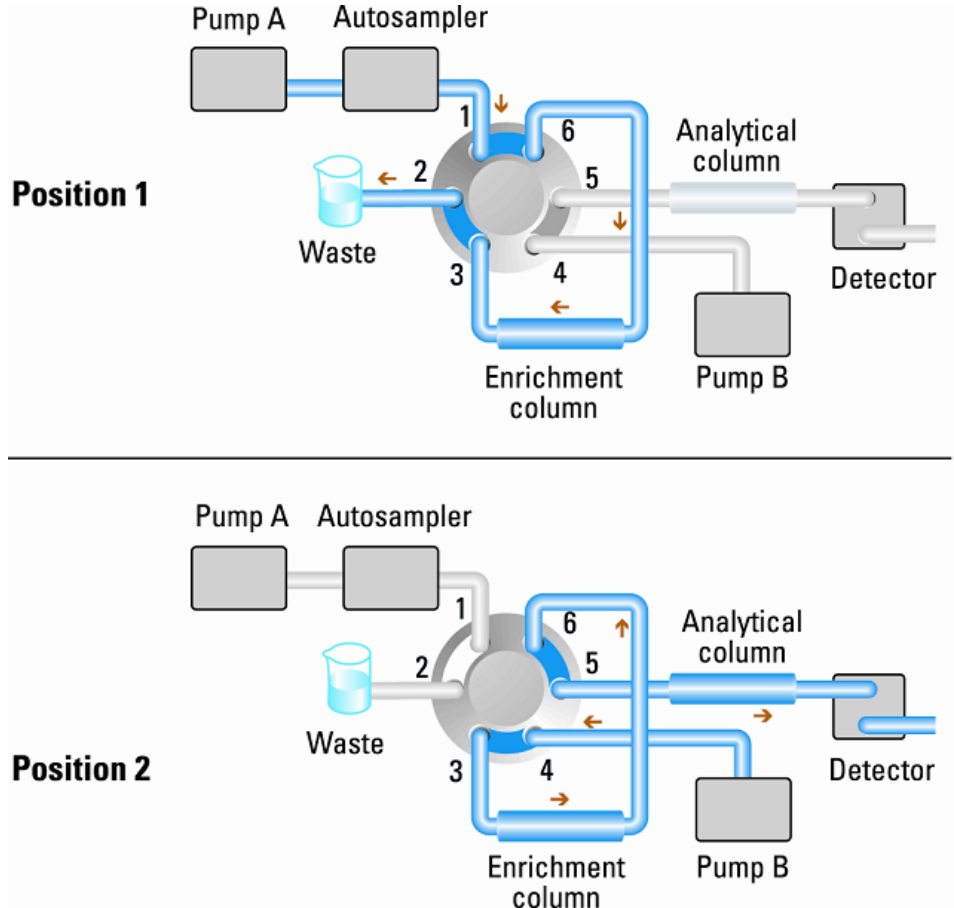 Pump A
Autosampler
1
6
Analytical
column
2
5
Position 1
Waste
3
4
Detector
Enrichment
column
Pump B
Pump A
Autosampler
1
6
Analytical
column
2
5
Waste
Position 2
3
4
Detector
Enrichment
column
Pump B